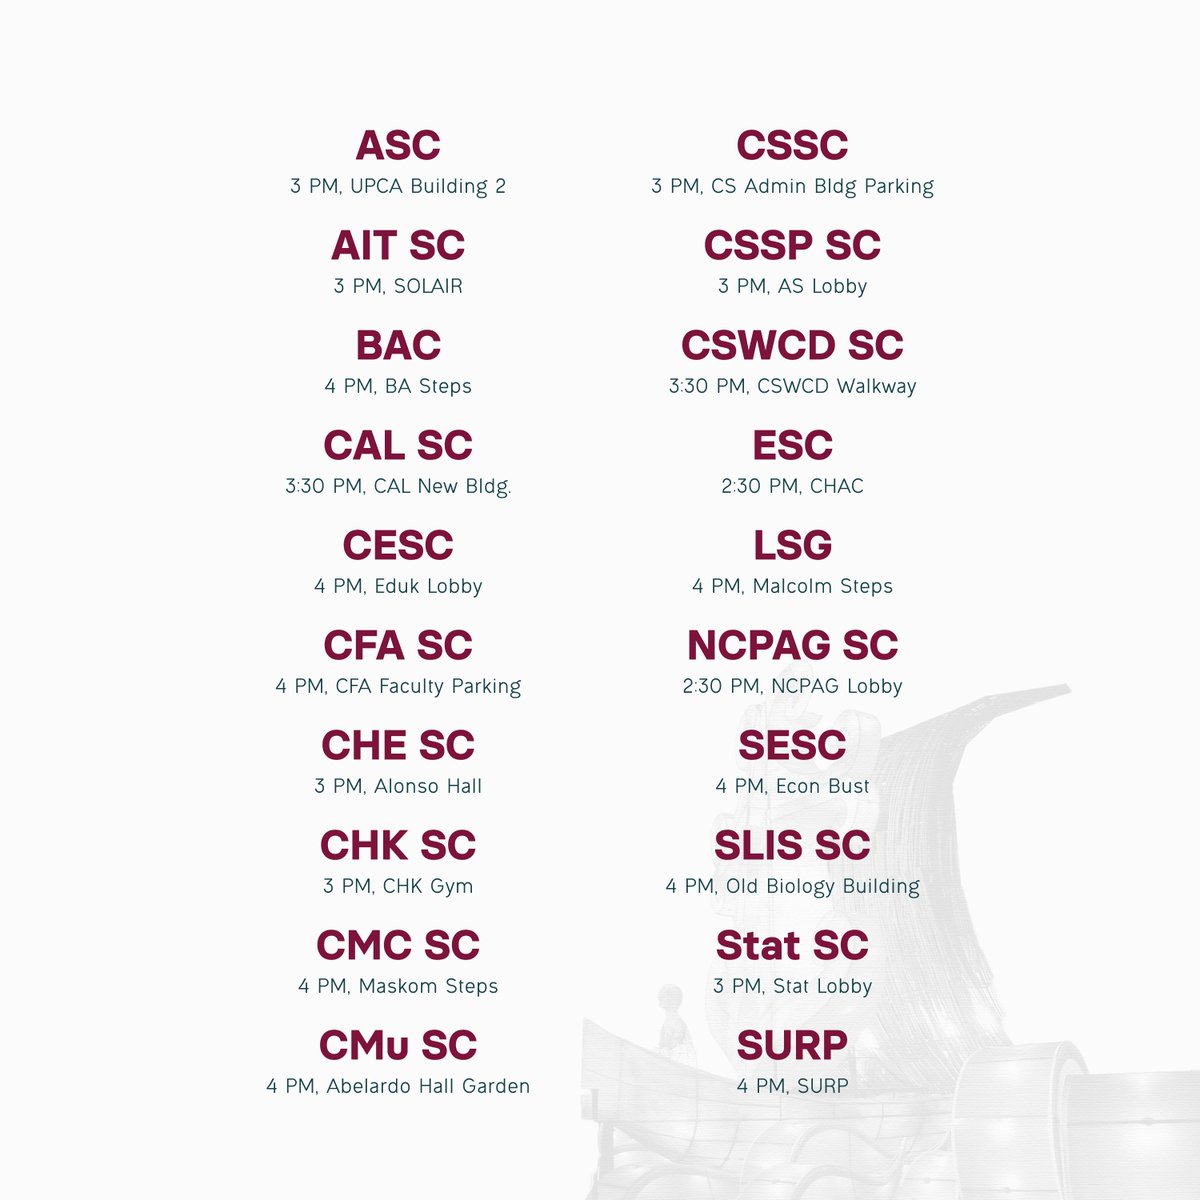 ASC
3 PM, UPCA Building 2
AIT SC
3 PM, SOLAIR
BAC
4 PM, BA Steps
CAL SC
3:30 PM, CAL New Bldg.
CESC
4 PM, Eduk Lobby
CFA SC
4 PM, CFA Faculty Parking
CHE SC
3 PM, Alonso Hall
CHK SC
3 PM, CHK Gym
CMC SC
4 PM, Maskom Steps
CMu SC
4 PM, Abelardo Hall Garden
CSSC
3 PM, CS Admin Bldg Parking
CSSP SC
3 PM, AS Lobby
CSWCD SC
3:30 PM, CSWCD Walkway
ESC
2:30 PM, CHAC
LSG
4 PM, Malcolm Steps
NCPAG SC
2:30 PM, NCPAG Lobby
SESC
4 PM, Econ Bust
SLIS SC
4 PM, Old Biology Building
Stat SC
3 PM, Stat Lobby
SURP
4 PM, SURP